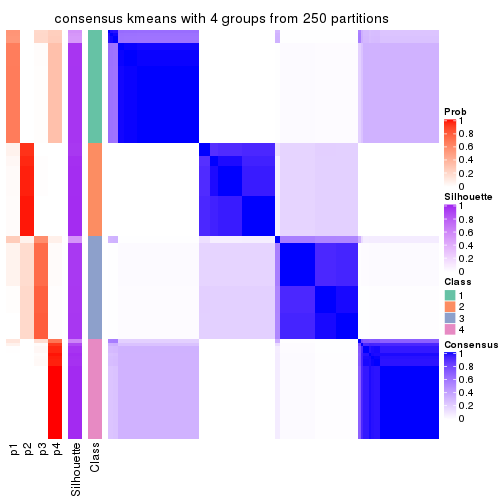 consensus kmeans with 4 groups from 250 partitions
Prob
1
0.8
0.6
0.4
0.2
0
Silhouette
1
0.8
0.6
0.4
0.2
0
Class
1
2
3
4
Consensus
1
0.8
0.6
0.4
0.2
0
p1
p2
p3
p4
Silhouette
Class